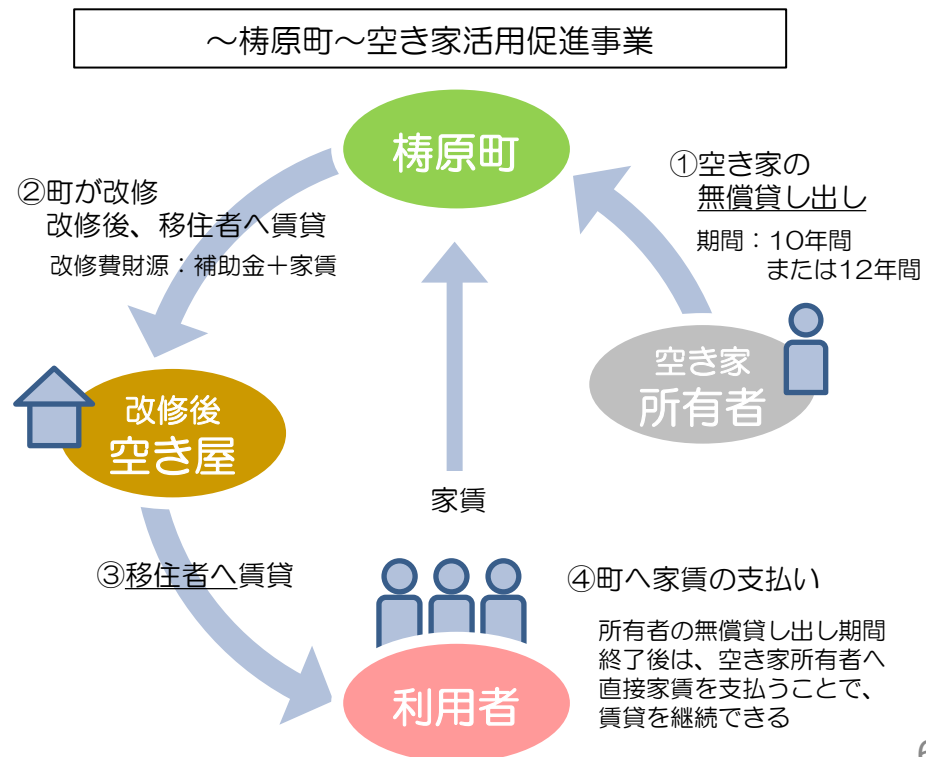 ～梼原町～空き家活用促進事業
梼原町
①空き家の
無償貸し出し
期間：10年間
または12年間
②町が改修
改修後、移住者へ賃貸
改修費財源：補助金＋家賃
空き家
所有者
改修後
空き屋
家賃
③移住者へ賃貸
④町へ家賃の支払い
所有者の無償貸し出し期間
終了後は、空き家所有者へ
直接家賃を支払うことで、
賃貸を継続できる
利用者